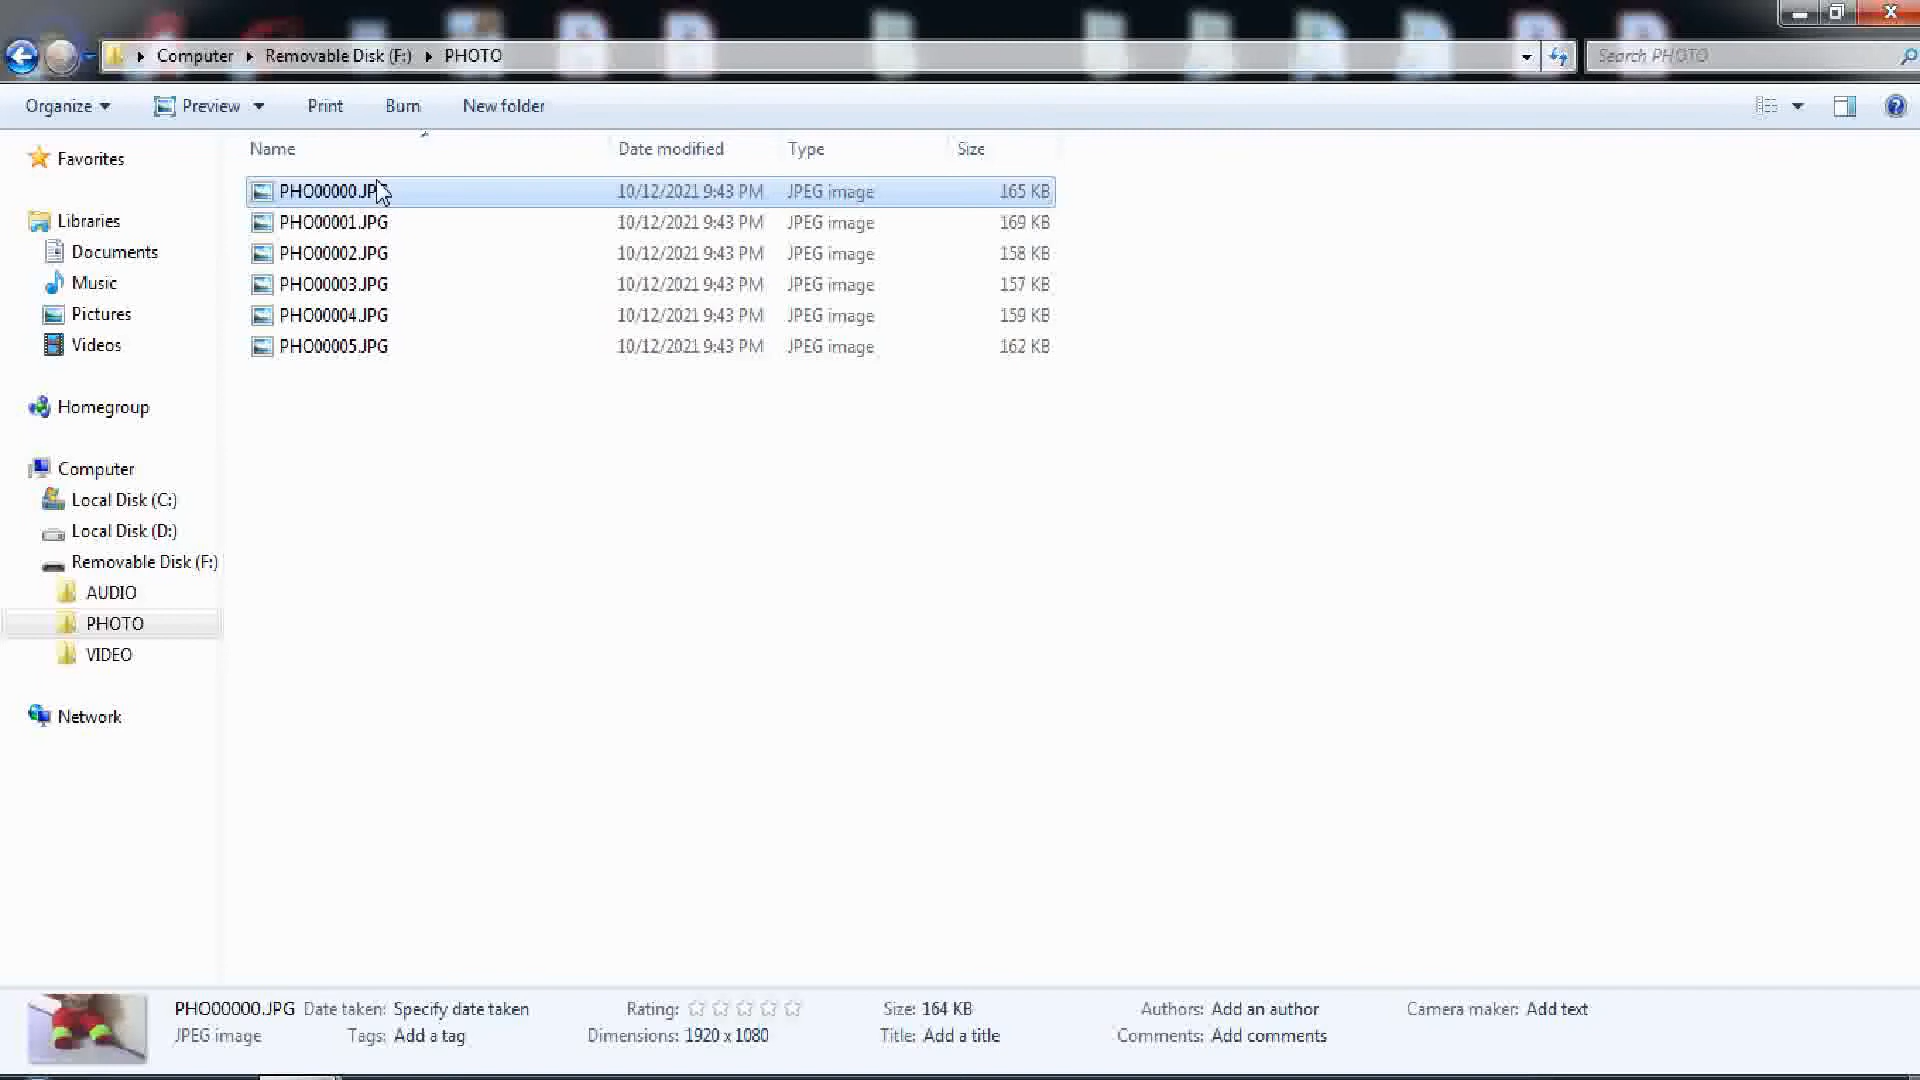 Computer Removable Disk (F:) PHOTO
Search PHOTO
Organize Preview Print Burn New folder
Name Date modified Type Size
Favorites
Libraries
Documents
Music
Pictures
Videos
Homegroup
Computer
Local Disk (C:)
Local Disk (D:)
Removable Disk (F:)
AUDIO
PHOTO
VIDEO
Network
PHO00000.JPG 10/12/2021 9:43 PM JPEG image 165 KB
PHO00001.JPG 10/12/2021 9:43 PM JPEG image 169 KB
PHO00002.JPG 10/12/2021 9:43 PM JPEG image 158 KB
PHO00003.JPG 10/12/2021 9:43 PM JPEG image 157 KB
PHO00004.JPG 10/12/2021 9:43 PM JPEG image 159 KB
PHO00005.JPG 10/12/2021 9:43 PM JPEG image 162 KB
PHO00000.JPG Date taken: Specify date taken Rating: Size: 164 KB Authors: Add an author Camera maker: Add text
JPEG image Tags: Add a tag Dimensions: 1920 x 1080 Title: Add a title Comments: Add comments